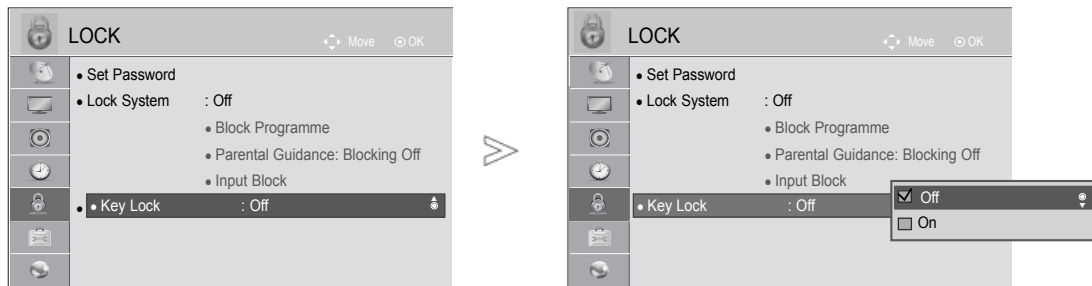 LOCK
Move OK
• Set Password
• Lock System : Off
• Block Programme
• Parental Guidance: Blocking Off
• Input Block
• • Key Lock : Off
LOCK
Move OK
• Set Password
• Lock System : Off
• Block Programme
• Parental Guidance: Blocking Off
• Input Block
• Key Lock : Off
Off
On